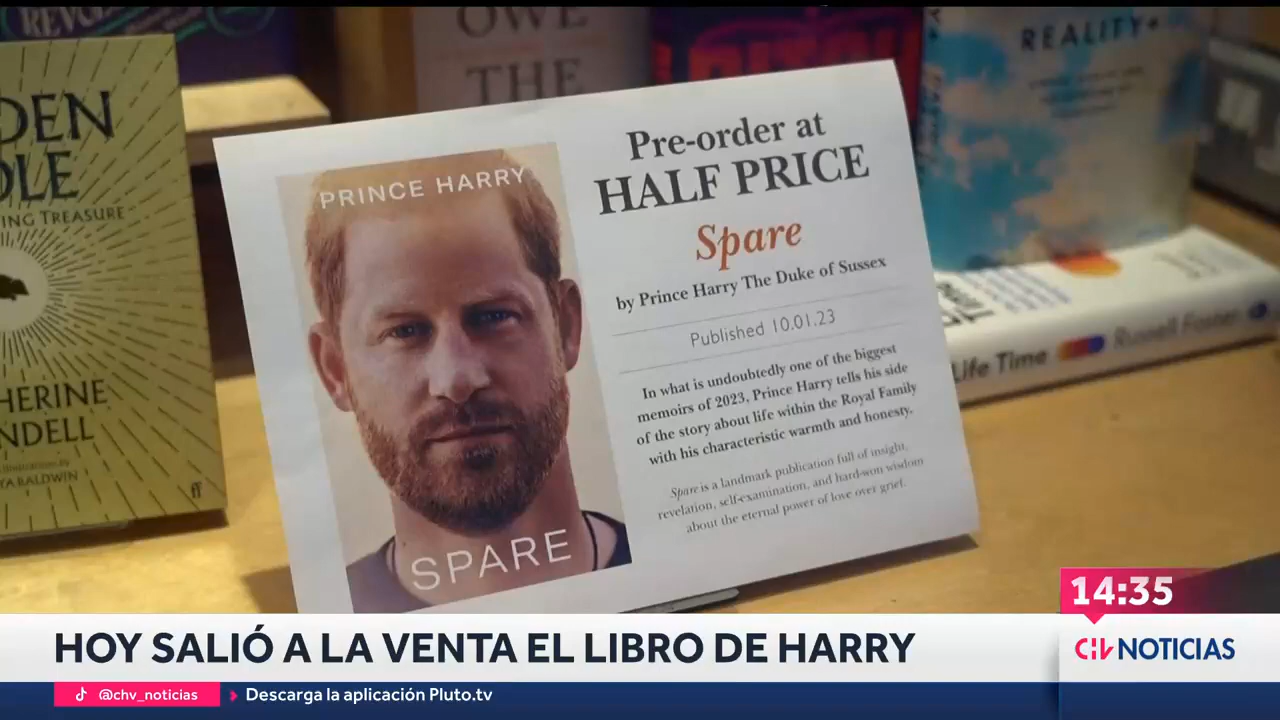 REVOL
OWE
THE
REALITY+
DEN
OLE
ING TREASURE
HERINE
NDELL
YA BALDWIN
ff
PRINCE HARRY
SPARE
Pre-order at
HALF PRICE
Spare
by Prince Harry The Duke of Sussex
Published 10.01.23
In what is undoubtedly one of the biggest
memoirs of 2023, Prince Harry tells his side
of the story about life within the Royal Family
with his characteristic warmth and honesty.
Spare is a landmark publication full of insight,
revelation, self-examination, and hard-won wisdom
about the eternal power of love over grief.
Life Time Russell Foster
14:35
HOY SALIÓ A LA VENTA EL LIBRO DE HARRY
CHV NOTICIAS
@chv_noticias
Descarga la aplicación Pluto.tv